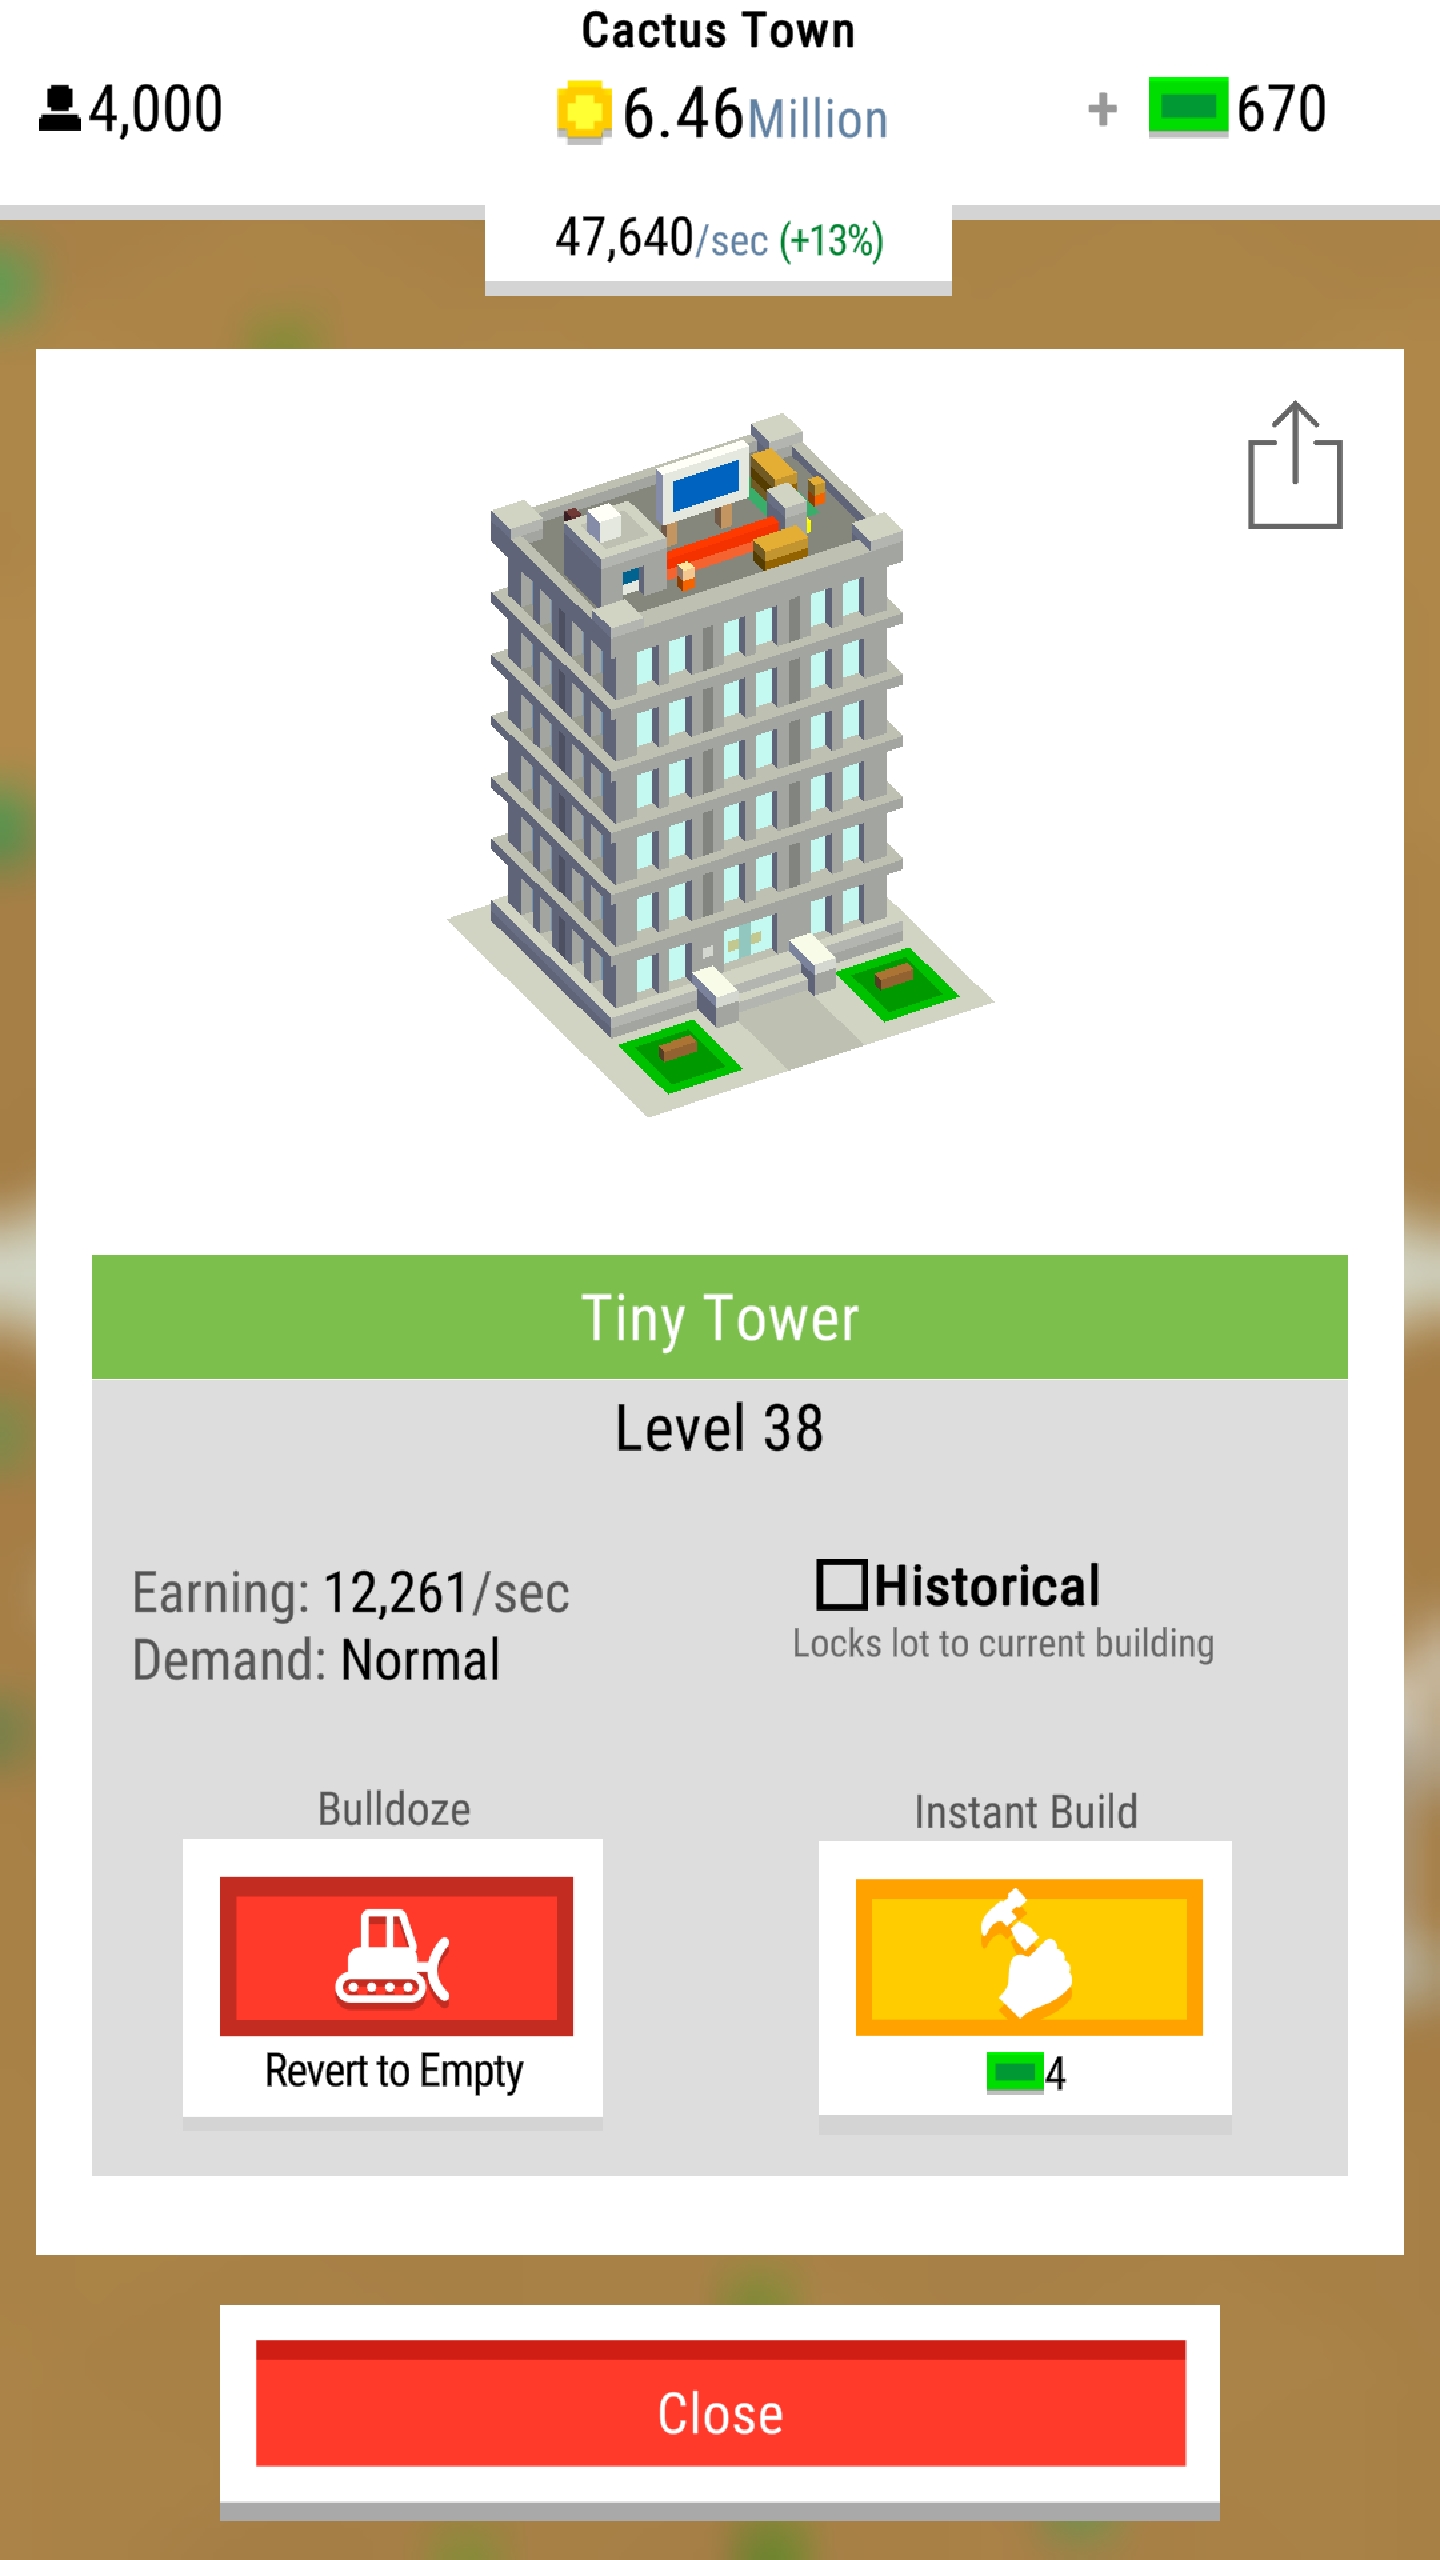 Cactus Town
4,000
6.46Million
+ 670
47,640/sec (+13%)
Tiny Tower
Level 38
Earning: 12,261/sec
Demand: Normal
Historical
Locks lot to current building
Bulldoze
Revert to Empty
Instant Build
4
Close